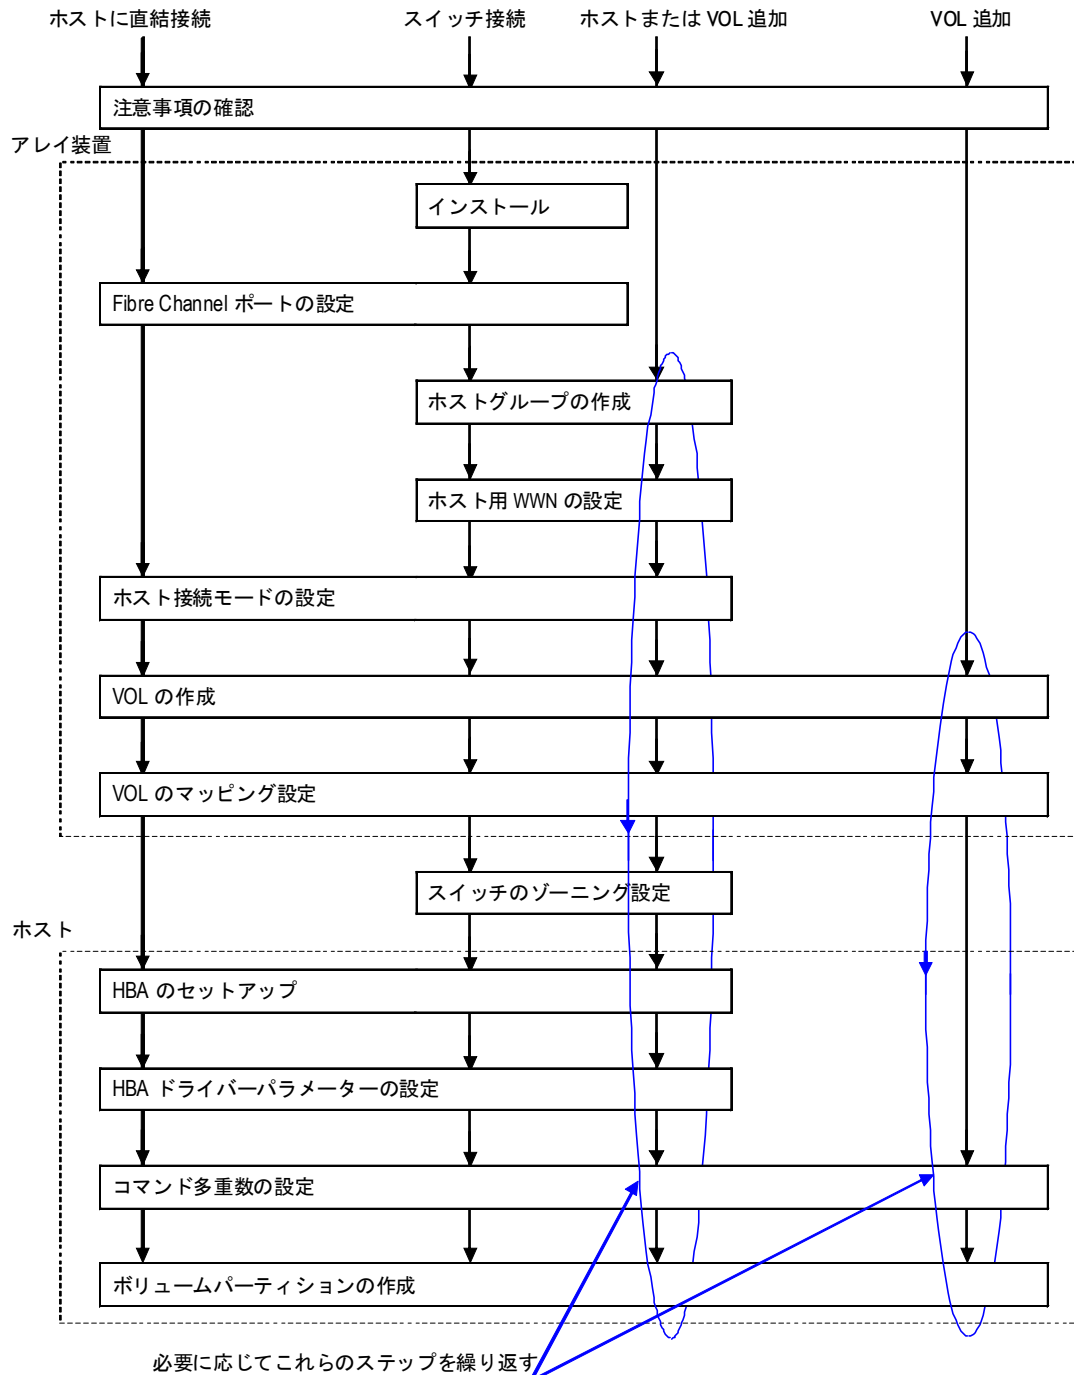 ホストに直結接続
スイッチ接続
ホストまたは VOL 追加
VOL 追加
注意事項の確認
アレイ装置
インストール
Fibre Channel ポートの設定
ホストグループの作成
ホスト用 WWN の設定
ホスト接続モードの設定
VOL の作成
VOL のマッピング設定
スイッチのゾーニング設定
ホスト
HBA のセットアップ
HBA ドライバーパラメーターの設定
コマンド多重数の設定
ボリュームパーティションの作成
必要に応じてこれらのステップを繰り返す